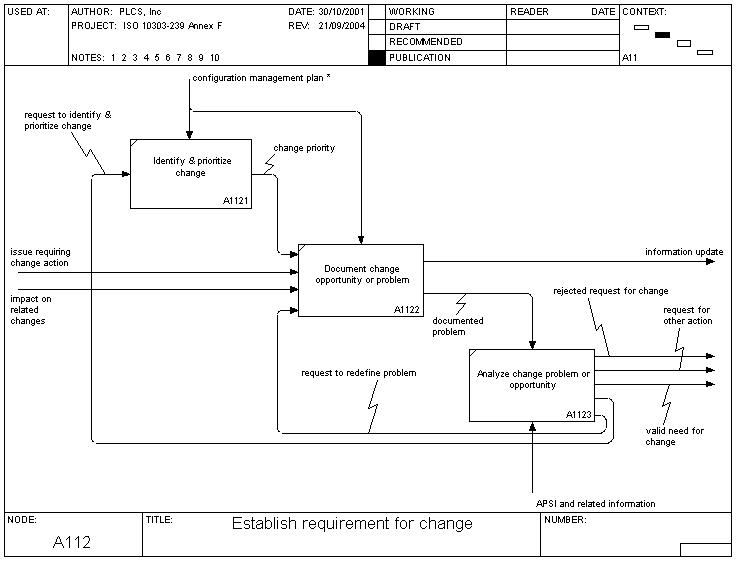 USED AT:
AUTHOR: PLCS, Inc
DATE: 30/10/2001
PROJECT: ISO 10303-239 Annex F
REV: 21/09/2004
NOTES: 1 2 3 4 5 6 7 8 9 10
WORKING
DRAFT
RECOMMENDED
PUBLICATION
READER DATE
CONTEXT:
A11
configuration management plan *
request to identify &
prioritize change
Identify & prioritize
change
A1121
change priority
issue requiring
change action
impact on
related
changes
Document change
opportunity or problem
A1122
information update
documented
problem
rejected request for change
request for
other action
request to redefine problem
Analyze change problem or
opportunity
A1123
valid need for
change
APSI and related information
NODE:
A112
TITLE:
Establish requirement for change
NUMBER: